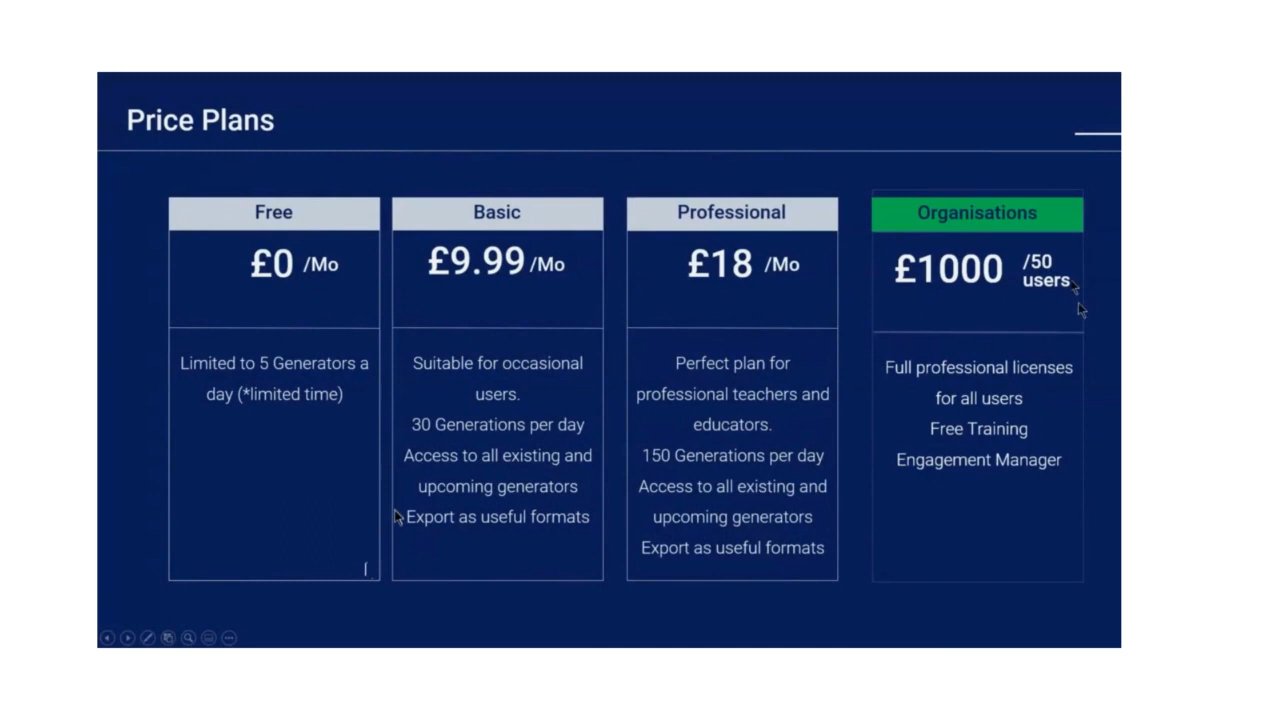 Price Plans
Free
£0 /Mo
Limited to 5 Generators a
day (*limited time)
Basic
£9.99 /Mo
Suitable for occasional
users.
30 Generations per day
Access to all existing and
upcoming generators
Export as useful formats
Professional
£18 /Mo
Perfect plan for
professional teachers and
educators.
150 Generations per day
Access to all existing and
upcoming generators
Export as useful formats
Organisations
£1000 /50
users
Full professional licenses
for all users
Free Training
Engagement Manager